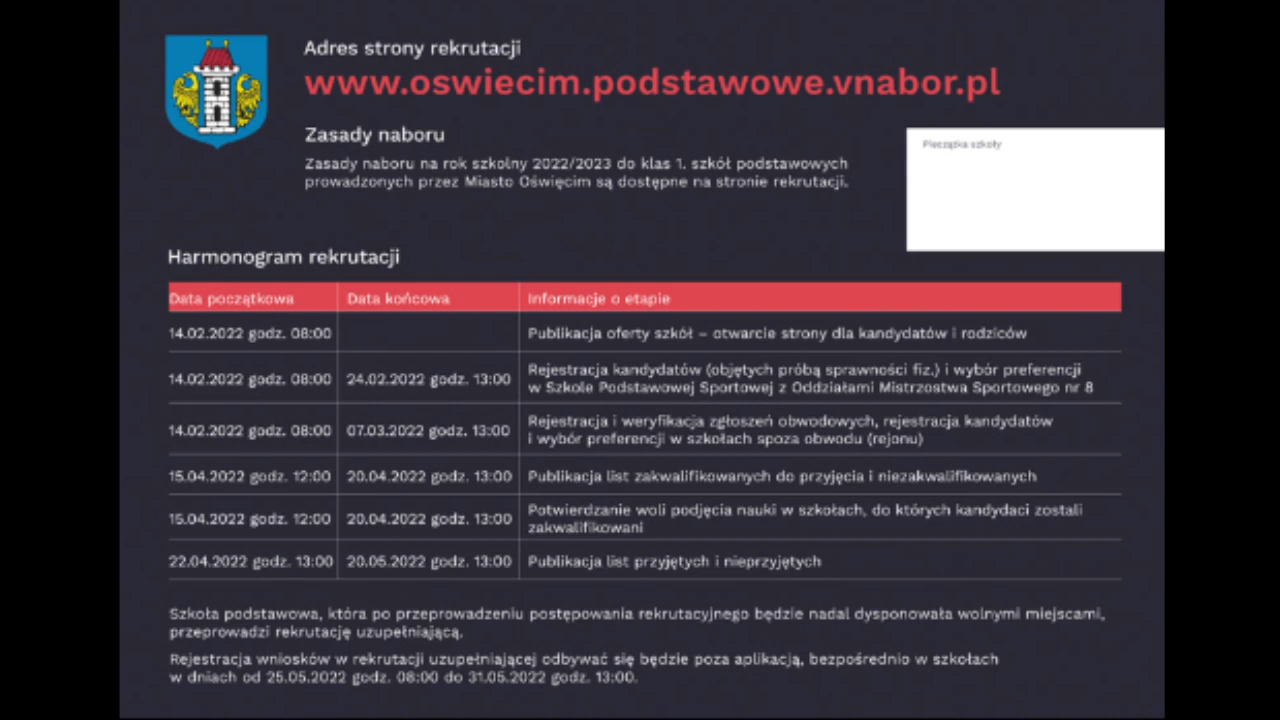 Adres strony rekrutacji
www.oswiecim.podstawowe.vnabor.pl
Zasady naboru
Zasady naboru na rok szkolny 2022/2023 do klas 1. szkół podstawowych
prowadzonych przez Miasto Oświęcim są dostępne na stronie rekrutacji.
Pieczątka szkoły
Harmonogram rekrutacji
Data początkowa Data końcowa Informacje o etapie
14.02.2022 godz. 08:00 Publikacja oferty szkół – otwarcie strony dla kandydatów i rodziców
14.02.2022 godz. 08:00 24.02.2022 godz. 13:00 Rejestracja kandydatów (objętych próbą sprawności fiz.) i wybór preferencji
w Szkole Podstawowej Sportowej z Oddziałami Mistrzostwa Sportowego nr 8
14.02.2022 godz. 08:00 07.03.2022 godz. 13:00 Rejestracja i weryfikacja zgłoszeń obwodowych, rejestracja kandydatów
i wybór preferencji w szkołach spoza obwodu (rejonu)
15.04.2022 godz. 12:00 20.04.2022 godz. 13:00 Publikacja list zakwalifikowanych do przyjęcia i niezakwalifikowanych
15.04.2022 godz. 12:00 20.04.2022 godz. 13:00 Potwierdzanie woli podjęcia nauki w szkołach, do których kandydaci zostali
zakwalifikowani
22.04.2022 godz. 13:00 20.05.2022 godz. 13:00 Publikacja list przyjętych i nieprzyjętych
Szkoła podstawowa, która po przeprowadzeniu postępowania rekrutacyjnego będzie nadal dysponowała wolnymi miejscami,
przeprowadzi rekrutację uzupełniającą.
Rejestracja wniosków w rekrutacji uzupełniającej odbywać się będzie poza aplikacją, bezpośrednio w szkołach
w dniach od 25.05.2022 godz. 08:00 do 31.05.2022 godz. 13:00.